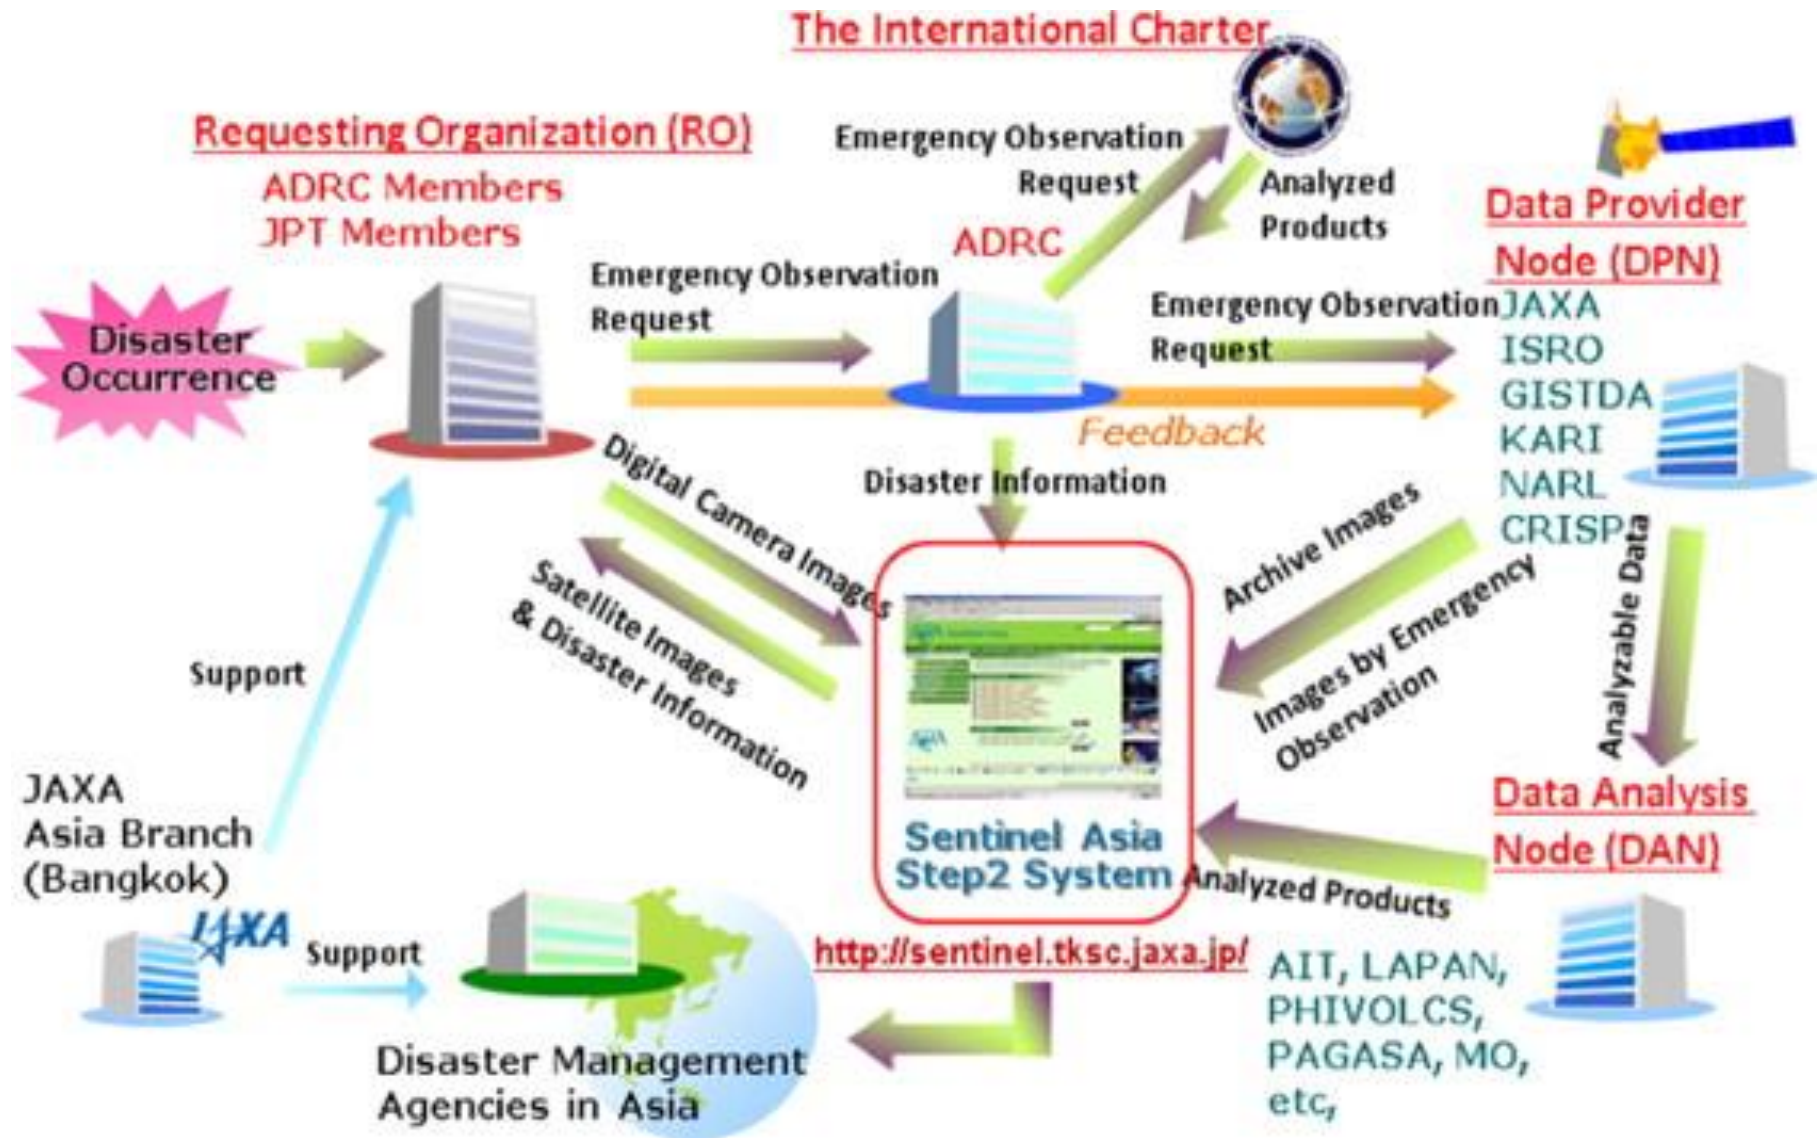 The International Charter
Requesting Organization (RO)
ADRC Members
JPT Members
Emergency Observation
Request
Analyzed
Products
Data Provider
Node (DPN)
JAXA
ISRO
GISTDA
KARI
NARL
CRISP
Disaster
Occurrence
Emergency Observation
Request
ADRC
Emergency Observation
Request
Feedback
Disaster Information
Digital Camera Images
Satellite Images
& Disaster Information
Archive Images
Images by Emergency
Observation
Analyzable Data
Support
JAXA
Asia Branch
(Bangkok)
JAXA
Support
Sentinel Asia
Step2 System
Data Analysis
Node (DAN)
Analyzed Products
http://sentinel.tksc.jaxa.jp/
AIT, LAPAN,
PHIVOLCS,
PAGASA, MO,
etc,
Disaster Management
Agencies in Asia